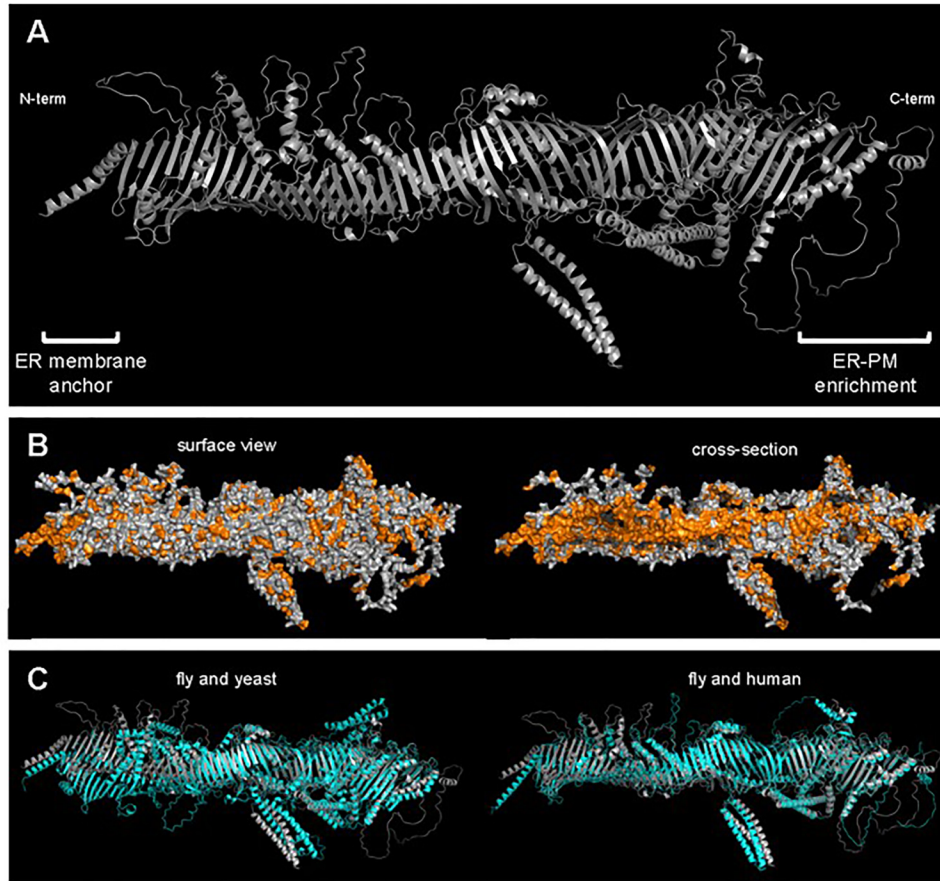 A
N-term
C-term
ER membrane
anchor
ER-PM
enrichment
B
surface view
cross-section
C
fly and yeast
fly and human